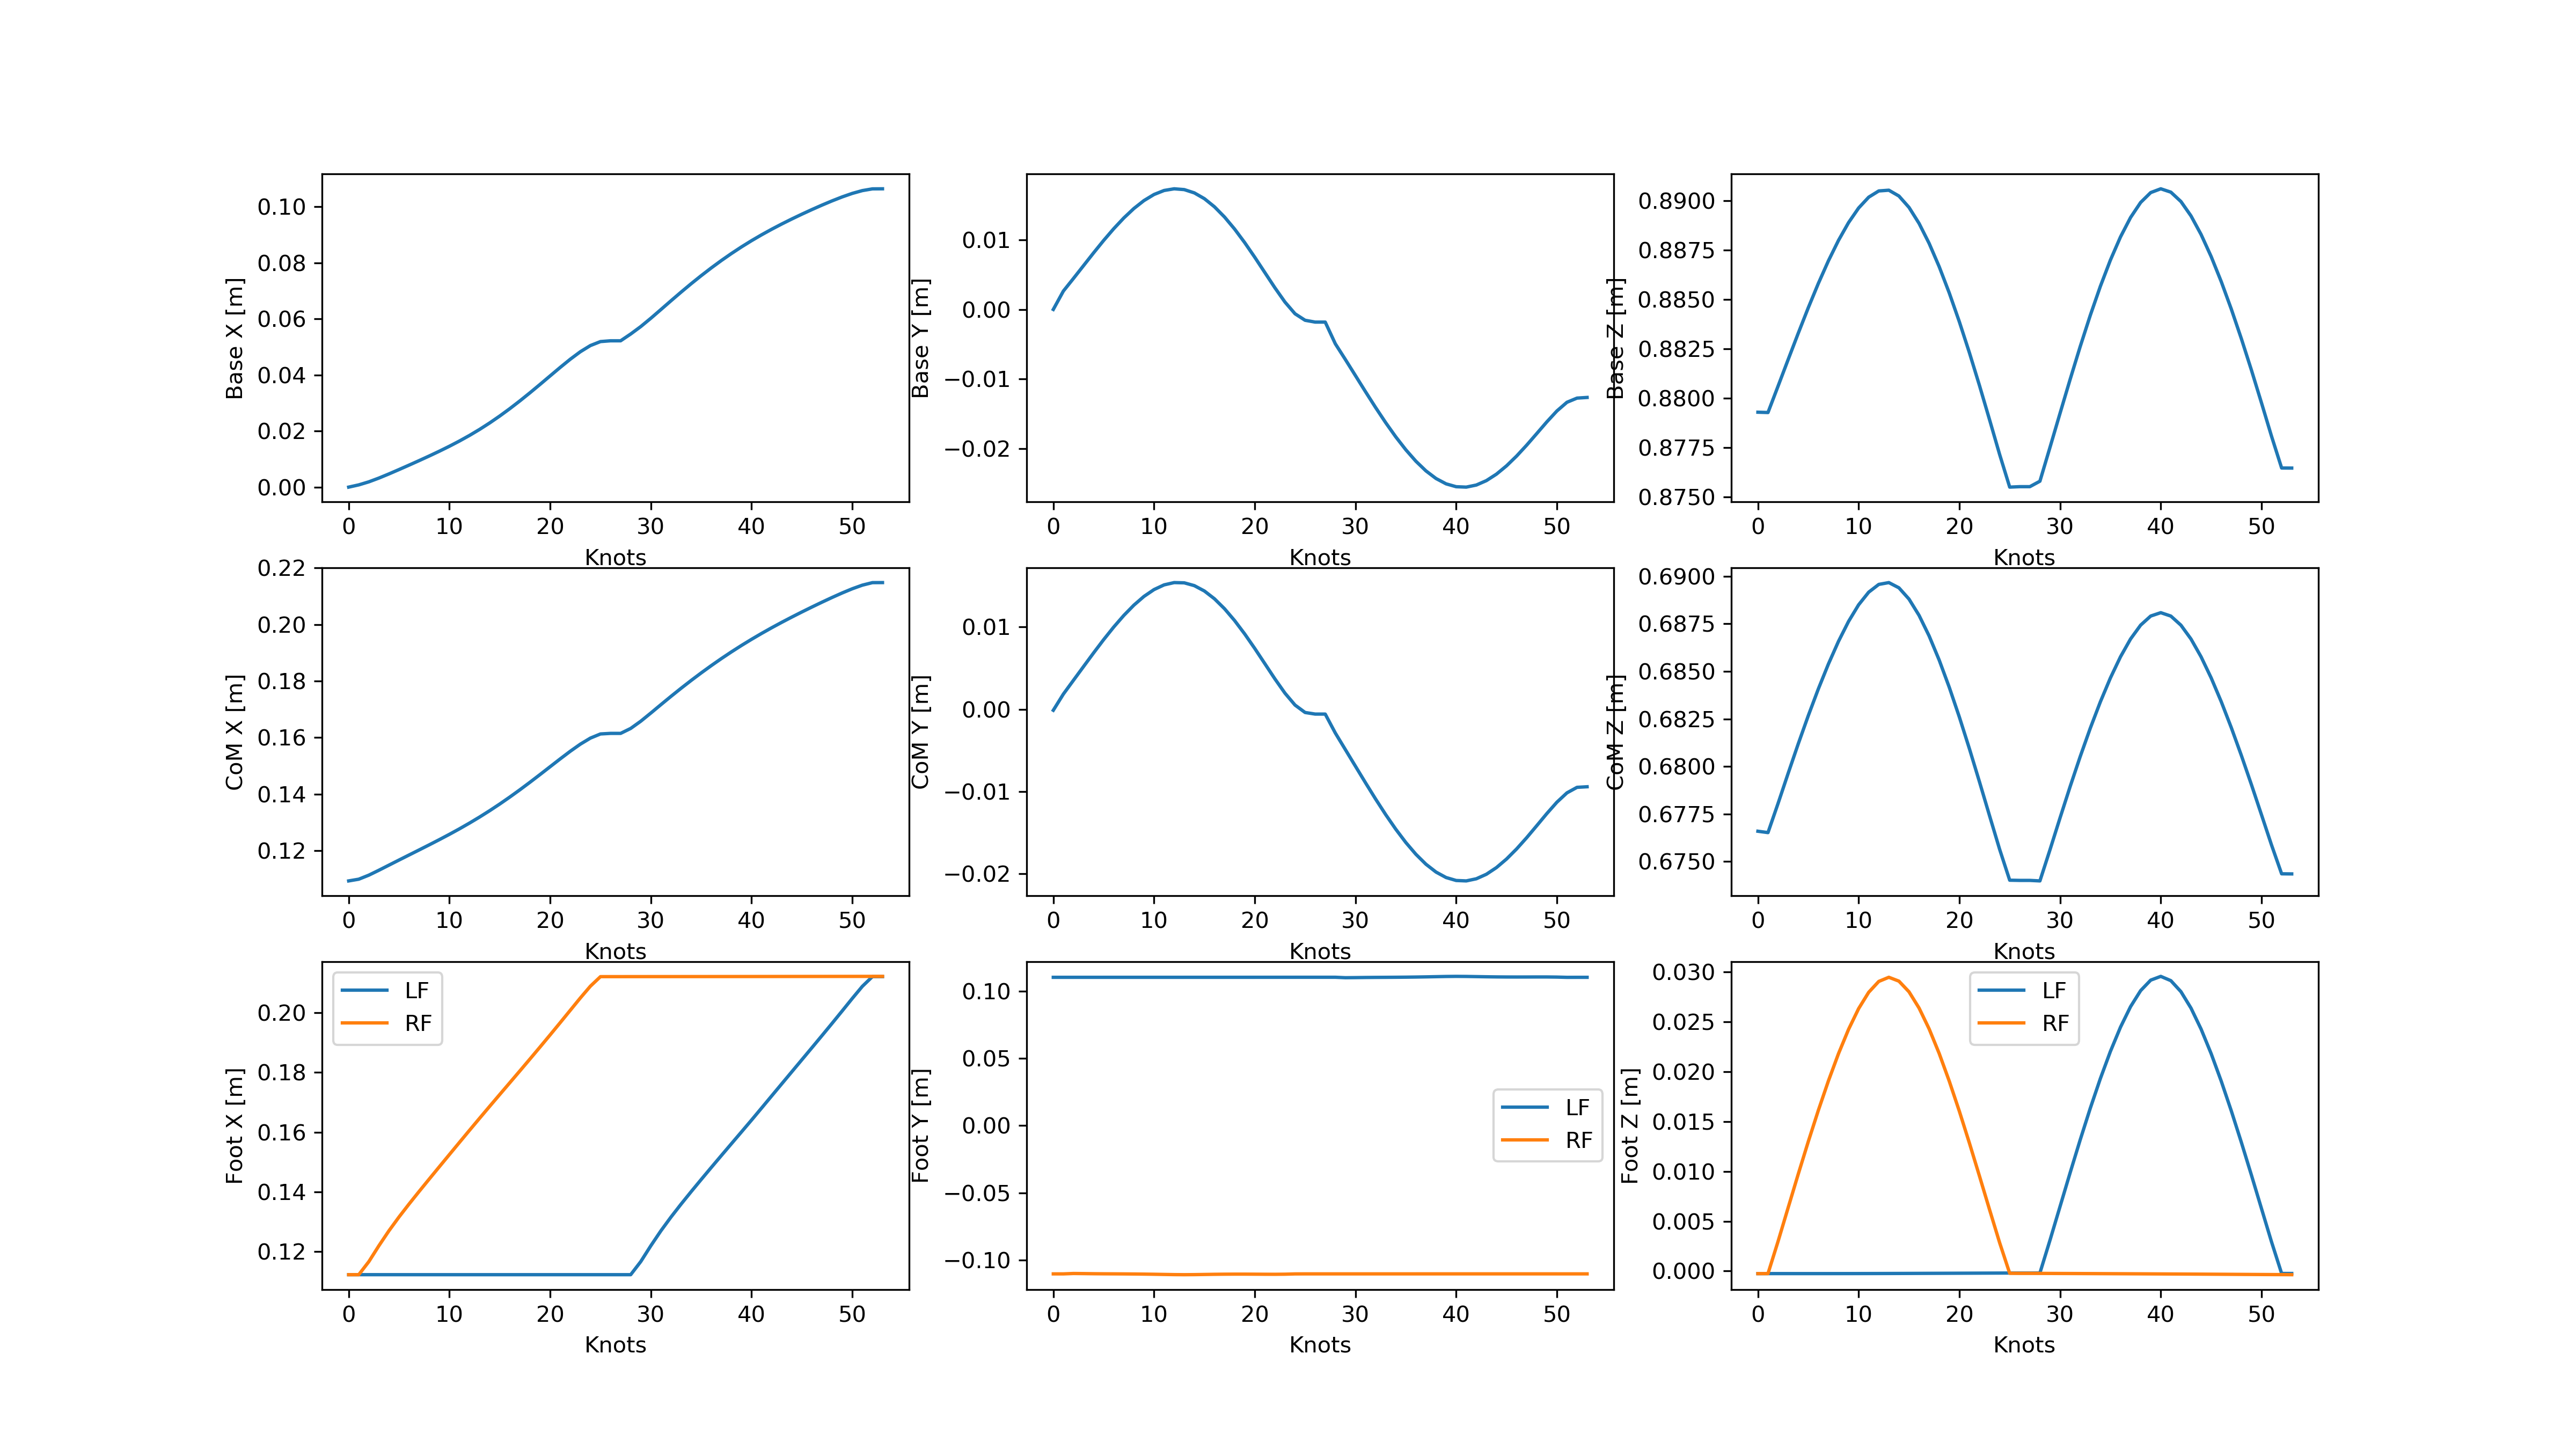 0.10
0.08
0.06
0.04
0.02
0.00
Base X [m]
0 10 20 30 40 50
Knots
0.01
0.00
−0.01
−0.02
Base Y [m]
0 10 20 30 40 50
Knots
0.8900
0.8875
0.8850
0.8825
0.8800
0.8775
0.8750
Base Z [m]
0 10 20 30 40 50
Knots
0.22
0.20
0.18
0.16
0.14
0.12
CoM X [m]
0 10 20 30 40 50
Knots
0.01
0.00
−0.01
−0.02
CoM Y [m]
0 10 20 30 40 50
Knots
0.6900
0.6875
0.6850
0.6825
0.6800
0.6775
0.6750
CoM Z [m]
0 10 20 30 40 50
Knots
LF
RF
0.20
0.18
0.16
0.14
0.12
Foot X [m]
0 10 20 30 40 50
Knots
0.10
0.05
0.00
−0.05
−0.10
Foot Y [m]
LF
RF
0 10 20 30 40 50
Knots
0.030
0.025
0.020
0.015
0.010
0.005
0.000
Foot Z [m]
LF
RF
0 10 20 30 40 50
Knots